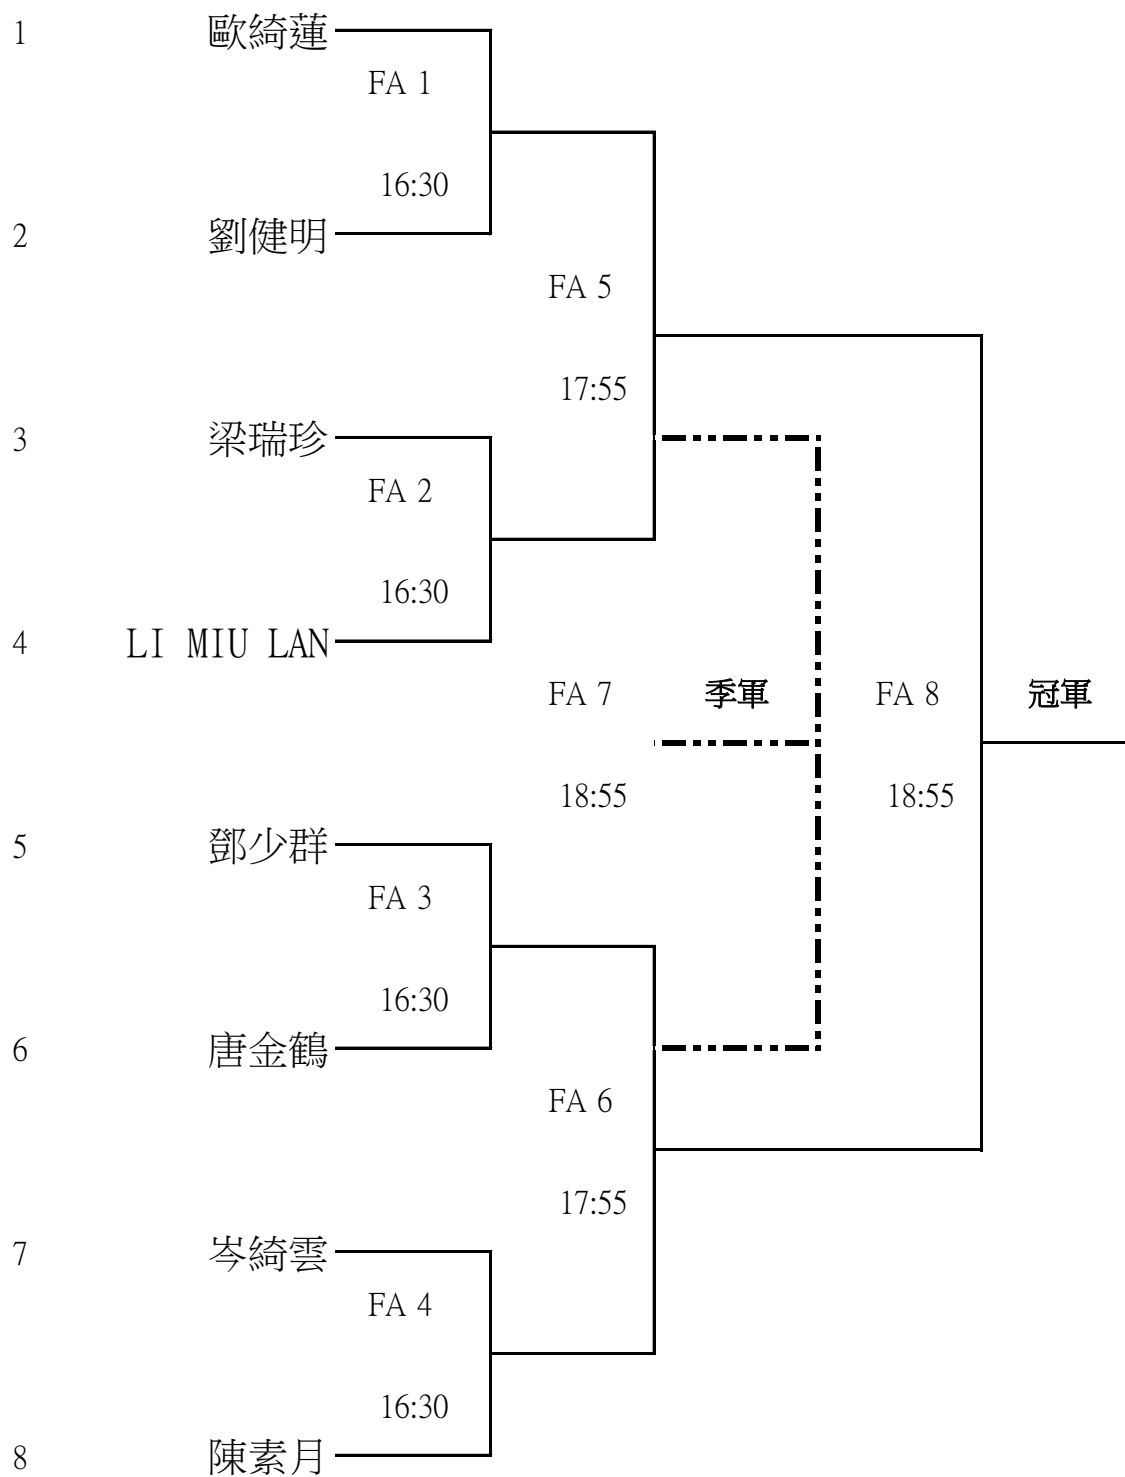 1 歐綺蓮
FA 1
16:30
2 劉健明
FA 5
17:55
3 梁瑞珍
FA 2
16:30
4 LI MIU LAN
FA 7 季軍 FA 8 冠軍
18:55 18:55
5 鄧少群
FA 3
16:30
6 唐金鶴
FA 6
17:55
7 岑綺雲
FA 4
16:30
8 陳素月